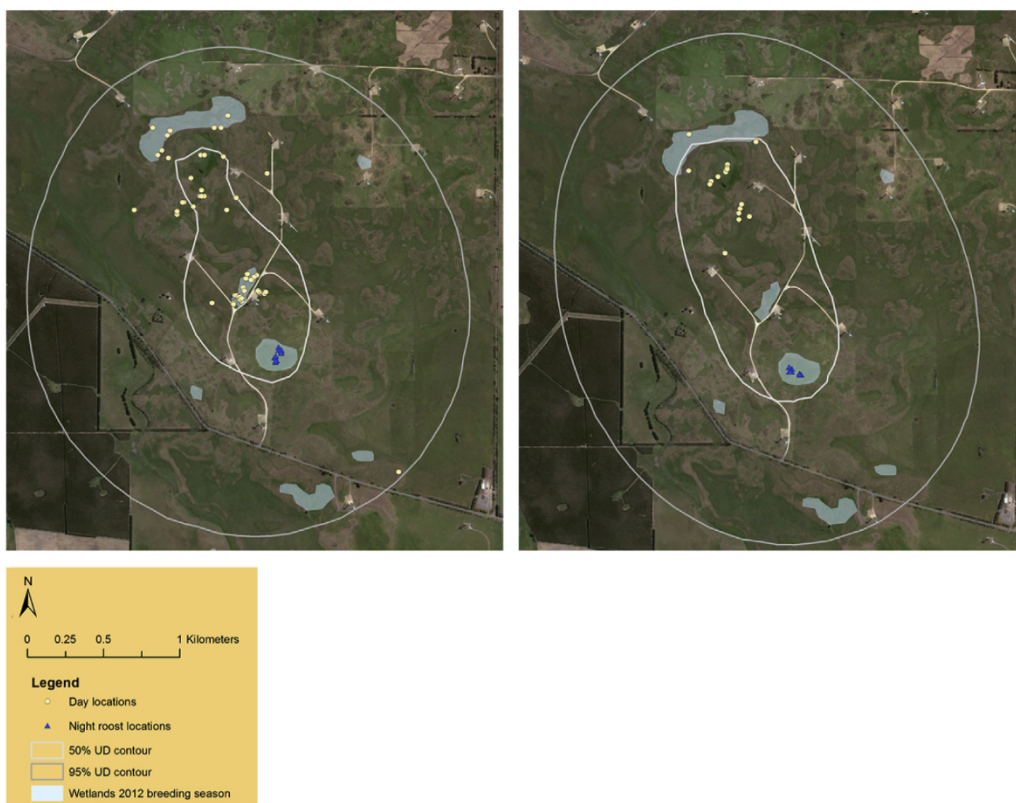 N
0 0.25 0.5 1 Kilometers
Legend
Day locations
Night roost locations
50% UD contour
95% UD contour
Wetlands 2012 breeding season